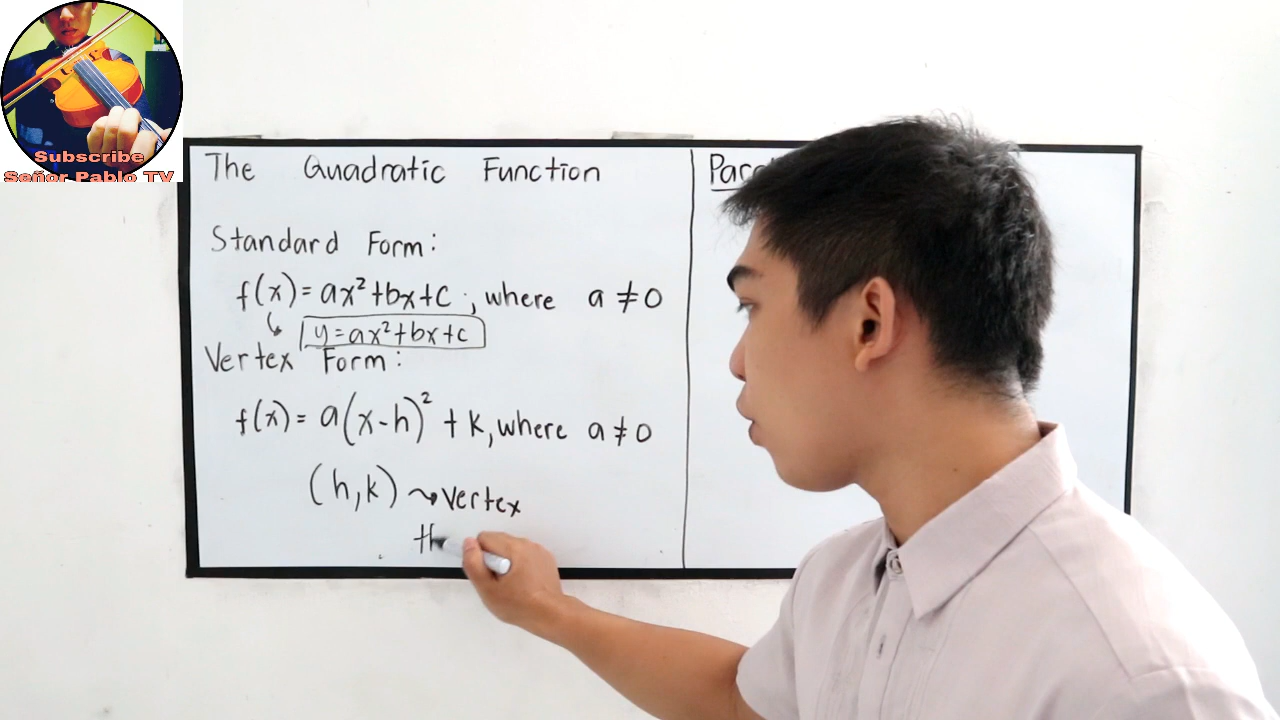 Subscribe
Señor Pablo TV
The Quadratic Function
Standard Form:
f(x)=ax²+bx+c, where a≠0
y=ax²+bx+c
Vertex Form:
f(x)=a(x-h)²+k, where a≠0
(h,k)→vertex
th